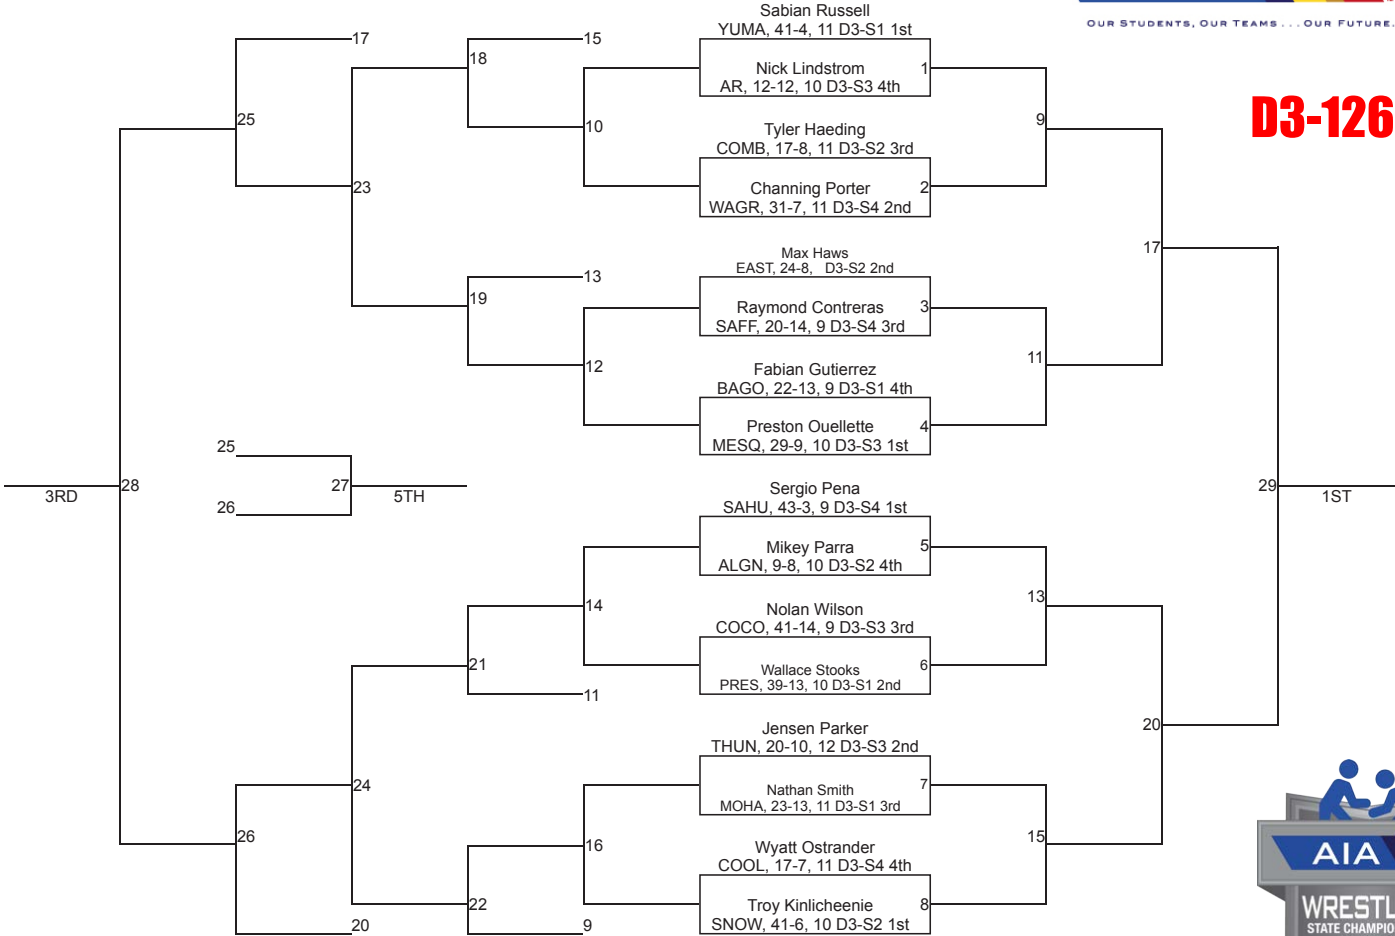 OUR STUDENTS, OUR TEAMS . . . OUR FUTURE.
D3-126
Sabian Russell
YUMA, 41-4, 11 D3-S1 1st
Nick Lindstrom
AR, 12-12, 10 D3-S3 4th
1
Tyler Haeding
COMB, 17-8, 11 D3-S2 3rd
Channing Porter
WAGR, 31-7, 11 D3-S4 2nd
2
Max Haws
EAST, 24-8, D3-S2 2nd
Raymond Contreras
SAFF, 20-14, 9 D3-S4 3rd
3
Fabian Gutierrez
BAGO, 22-13, 9 D3-S1 4th
Preston Ouellette
MESQ, 29-9, 10 D3-S3 1st
4
Sergio Pena
SAHU, 43-3, 9 D3-S4 1st
Mikey Parra
ALGN, 9-8, 10 D3-S2 4th
5
Nolan Wilson
COCO, 41-14, 9 D3-S3 3rd
Wallace Stooks
PRES, 39-13, 10 D3-S1 2nd
6
Jensen Parker
THUN, 20-10, 12 D3-S3 2nd
Nathan Smith
MOHA, 23-13, 11 D3-S1 3rd
7
Wyatt Ostrander
COOL, 17-7, 11 D3-S4 4th
Troy Kinlicheenie
SNOW, 41-6, 10 D3-S2 1st
8
9
11
13
15
17
20
29
1ST
15
10
13
12
14
11
16
9
18
19
21
22
17
23
24
20
25
26
25
26
27
5TH
28
3RD
AIA
WRESTL
STATE CHAMPIO